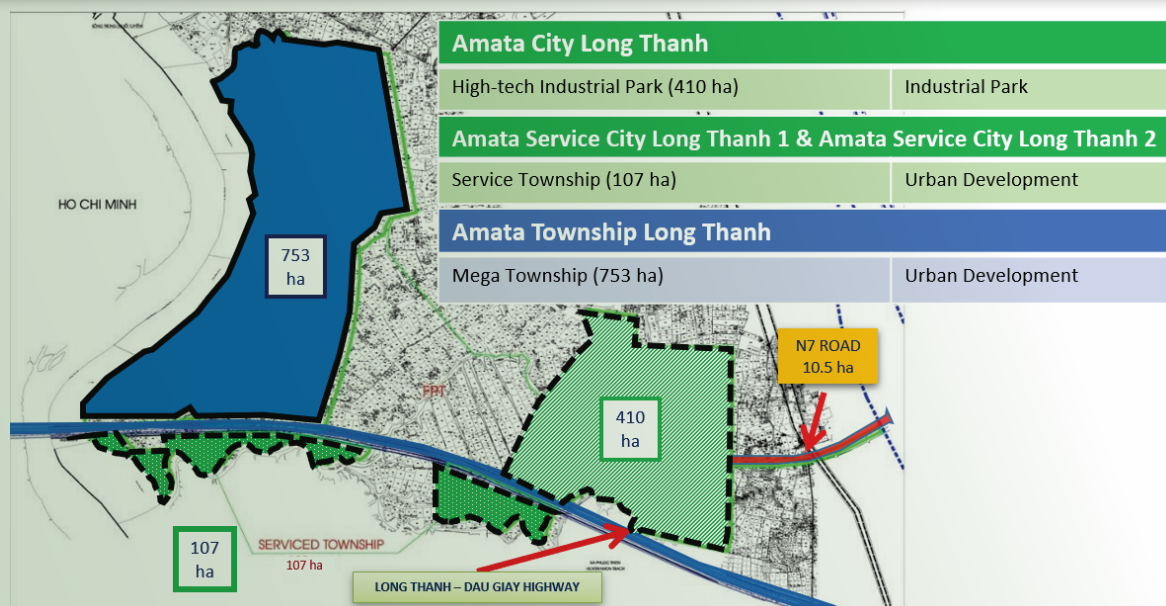 Amata City Long Thanh
High-tech Industrial Park (410 ha)
Industrial Park
Amata Service City Long Thanh 1 & Amata Service City Long Thanh 2
Service Township (107 ha)
Urban Development
Amata Township Long Thanh
Mega Township (753 ha)
Urban Development
HO CHI MINH
753
ha
N7 ROAD
10.5 ha
FPT
410
ha
107
ha
SERVICED TOWNSHIP
107 ha
LONG THANH – DAU GIAY HIGHWAY